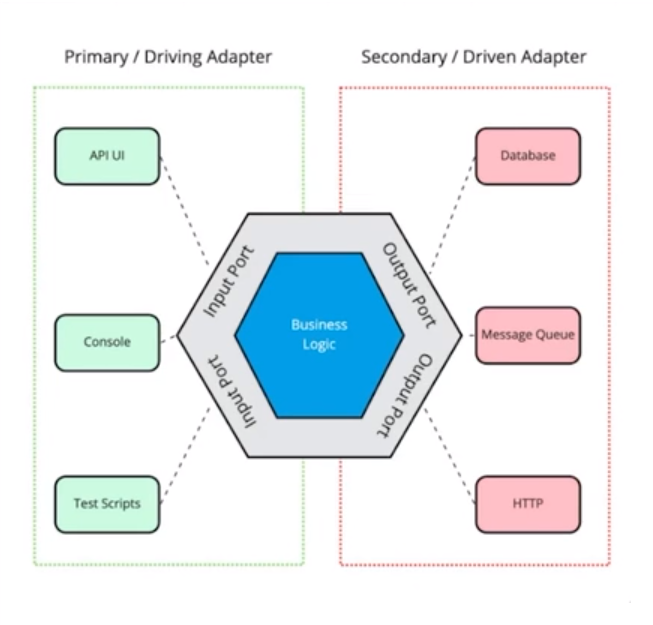 Primary / Driving Adapter
Secondary / Driven Adapter
API UI
Database
Input Port
Output Port
Business
Logic
Console
Message Queue
Input Port
Output Port
Test Scripts
HTTP